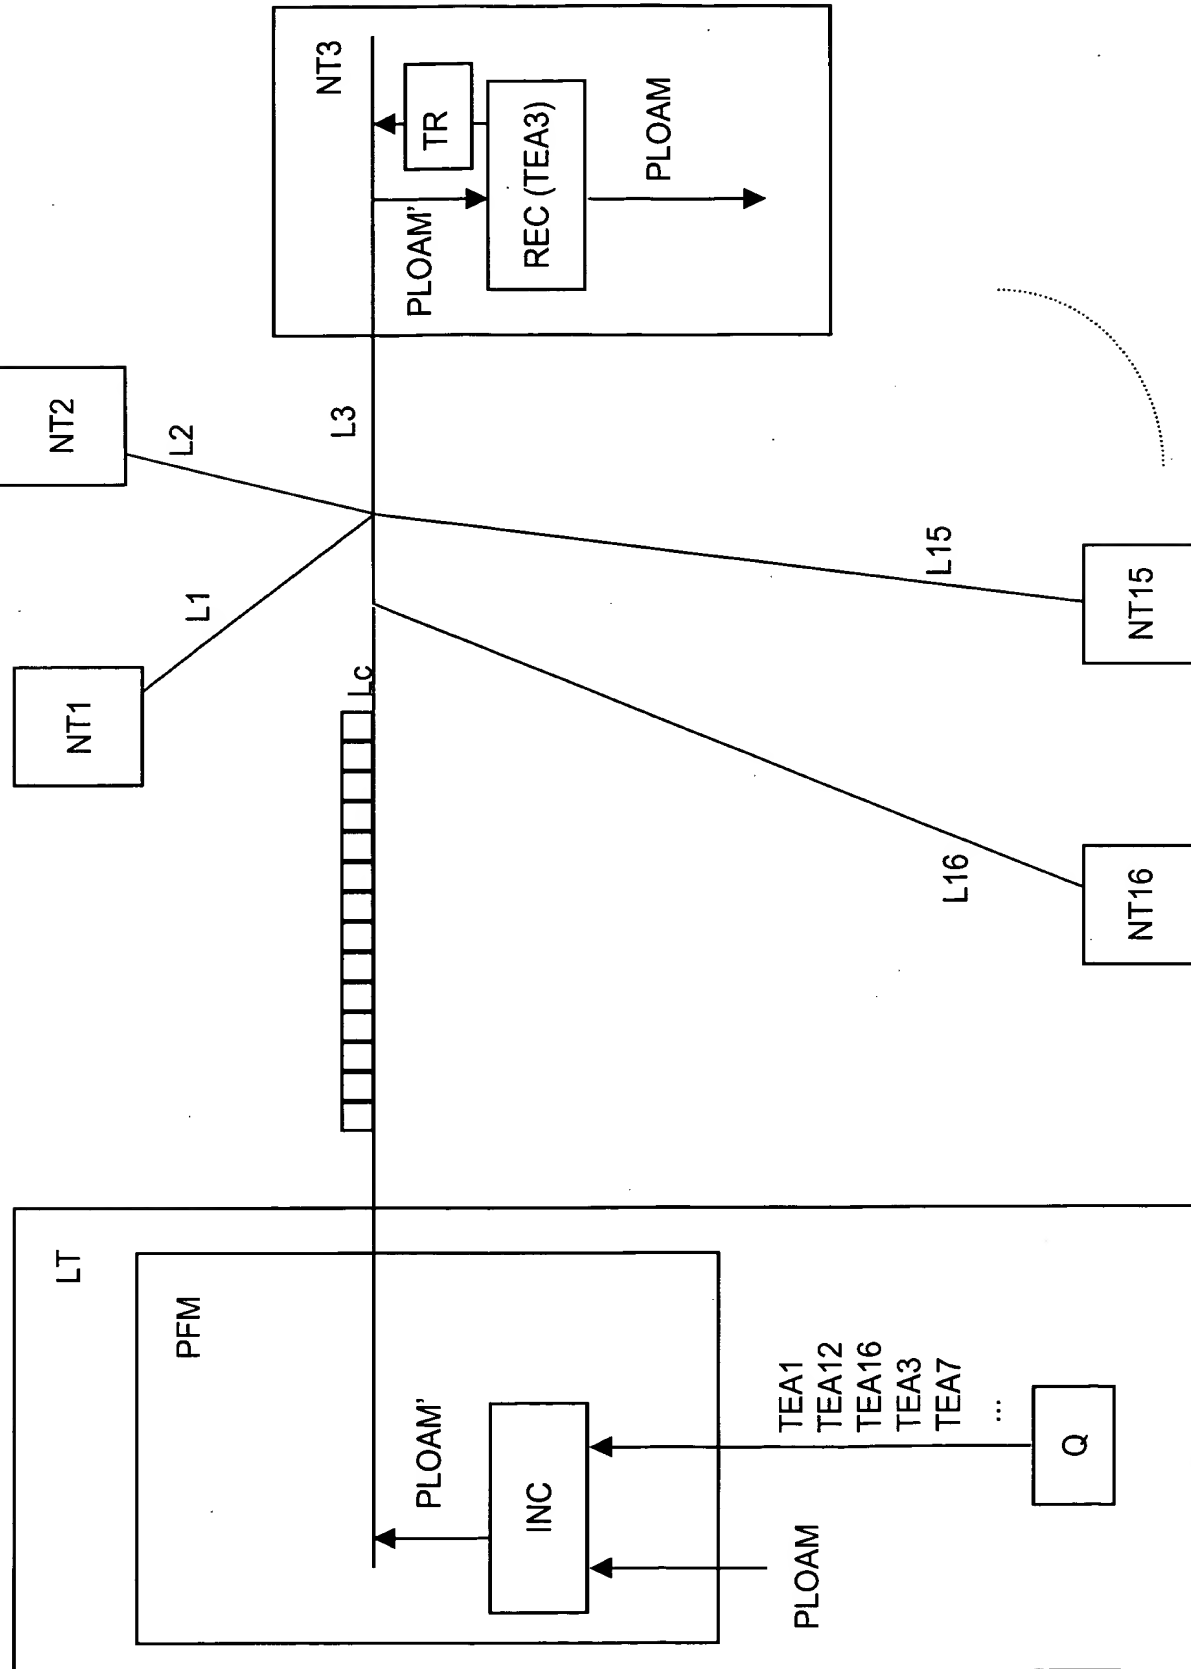 LT
PFM
PLOAM'
INC
PLOAM
TEA1
TEA12
TEA16
TEA3
TEA7
...
Q
Lc
NT1
L1
NT2
L2
L3
NT3
TR
PLOAM'
REC (TEA3)
PLOAM
L15
NT15
L16
NT16